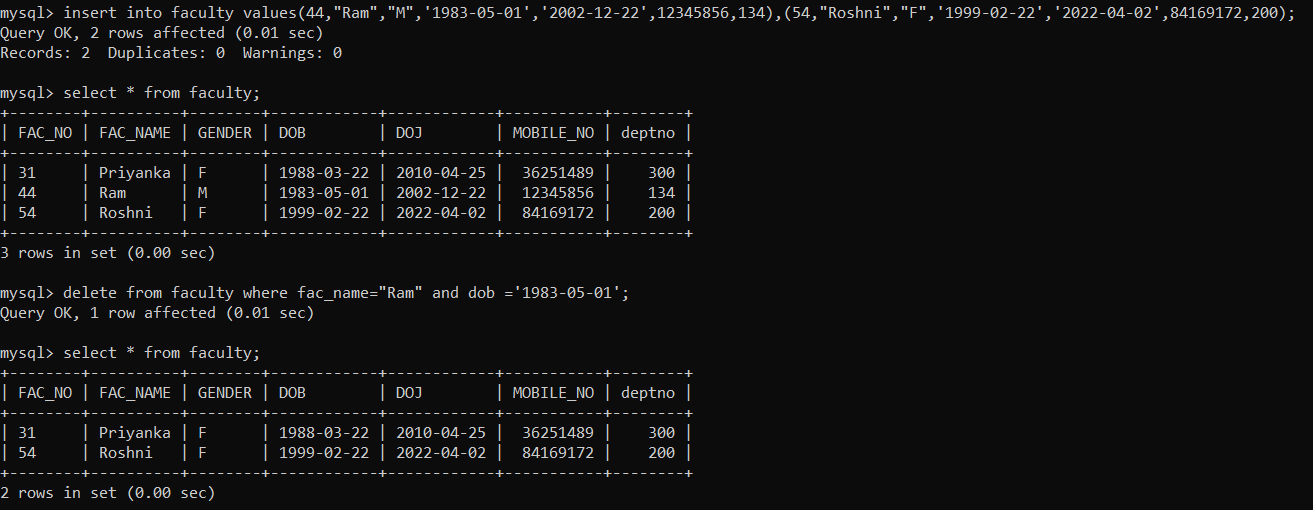 mysql> insert into faculty values(44,"Ram","M",'1983-05-01','2002-12-22',12345856,134),(54,"Roshni","F",'1999-02-22','2022-04-02',84169172,200);
Query OK, 2 rows affected (0.01 sec)
Records: 2  Duplicates: 0  Warnings: 0

mysql> select * from faculty;
+--------+----------+--------+------------+------------+-----------+--------+
| FAC_NO | FAC_NAME | GENDER | DOB        | DOJ        | MOBILE_NO | deptno |
+--------+----------+--------+------------+------------+-----------+--------+
| 31     | Priyanka | F      | 1988-03-22 | 2010-04-25 |  36251489 |    300 |
| 44     | Ram      | M      | 1983-05-01 | 2002-12-22 |  12345856 |    134 |
| 54     | Roshni   | F      | 1999-02-22 | 2022-04-02 |  84169172 |    200 |
+--------+----------+--------+------------+------------+-----------+--------+
3 rows in set (0.00 sec)

mysql> delete from faculty where fac_name="Ram" and dob ='1983-05-01';
Query OK, 1 row affected (0.01 sec)

mysql> select * from faculty;
+--------+----------+--------+------------+------------+-----------+--------+
| FAC_NO | FAC_NAME | GENDER | DOB        | DOJ        | MOBILE_NO | deptno |
+--------+----------+--------+------------+------------+-----------+--------+
| 31     | Priyanka | F      | 1988-03-22 | 2010-04-25 |  36251489 |    300 |
| 54     | Roshni   | F      | 1999-02-22 | 2022-04-02 |  84169172 |    200 |
+--------+----------+--------+------------+------------+-----------+--------+
2 rows in set (0.00 sec)